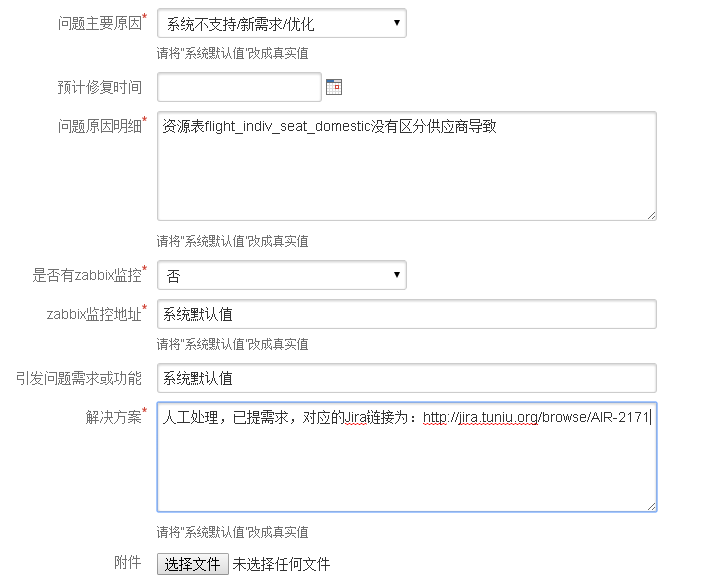 问题主要原因* 系统不支持/新需求/优化
请将"系统默认值"改成真实值
预计修复时间
问题原因明细* 资源表flight_indiv_seat_domestic没有区分供应商导致
请将"系统默认值"改成真实值
是否有zabbix监控* 否
zabbix监控地址* 系统默认值
请将"系统默认值"改成真实值
引发问题需求或功能 系统默认值
解决方案* 人工处理，已提需求，对应的Jira链接为：http://jira.tuniu.org/browse/AIR-2171
请将"系统默认值"改成真实值
附件 选择文件 未选择任何文件